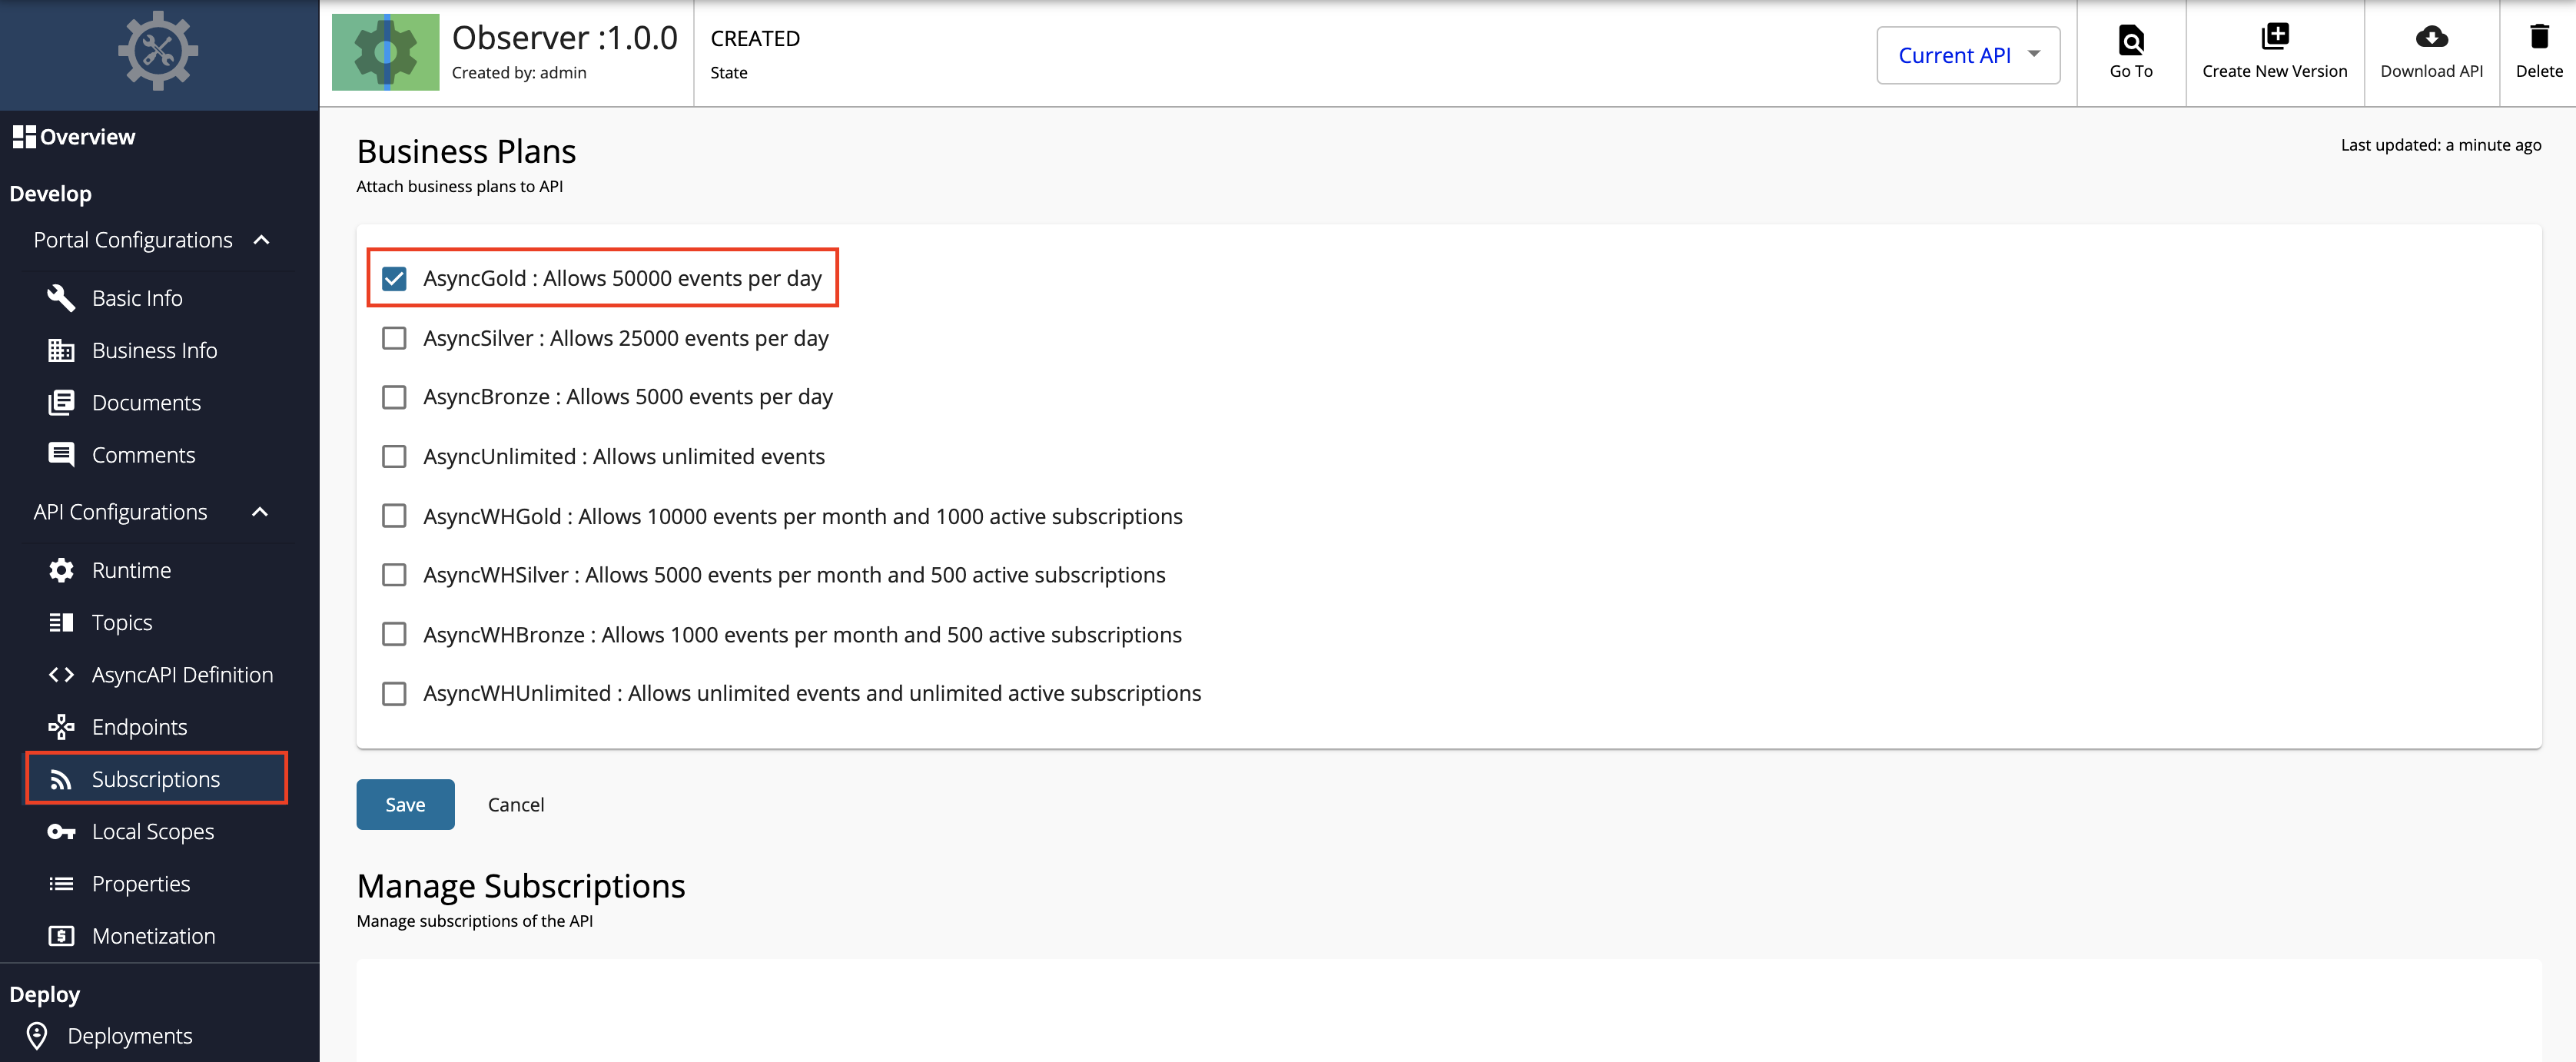 Observer :1.0.0
Created by: admin
CREATED
State
Current API
Go To
Create New Version
Download API
Delete
Overview
Develop
Portal Configurations
Basic Info
Business Info
Documents
Comments
API Configurations
Runtime
Topics
AsyncAPI Definition
Endpoints
Subscriptions
Local Scopes
Properties
Monetization
Deploy
Deployments
Business Plans
Last updated: a minute ago
Attach business plans to API
AsyncGold : Allows 50000 events per day
AsyncSilver : Allows 25000 events per day
AsyncBronze : Allows 5000 events per day
AsyncUnlimited : Allows unlimited events
AsyncWHGold : Allows 10000 events per month and 1000 active subscriptions
AsyncWHSilver : Allows 5000 events per month and 500 active subscriptions
AsyncWHBronze : Allows 1000 events per month and 500 active subscriptions
AsyncWHUnlimited : Allows unlimited events and unlimited active subscriptions
Save
Cancel
Manage Subscriptions
Manage subscriptions of the API